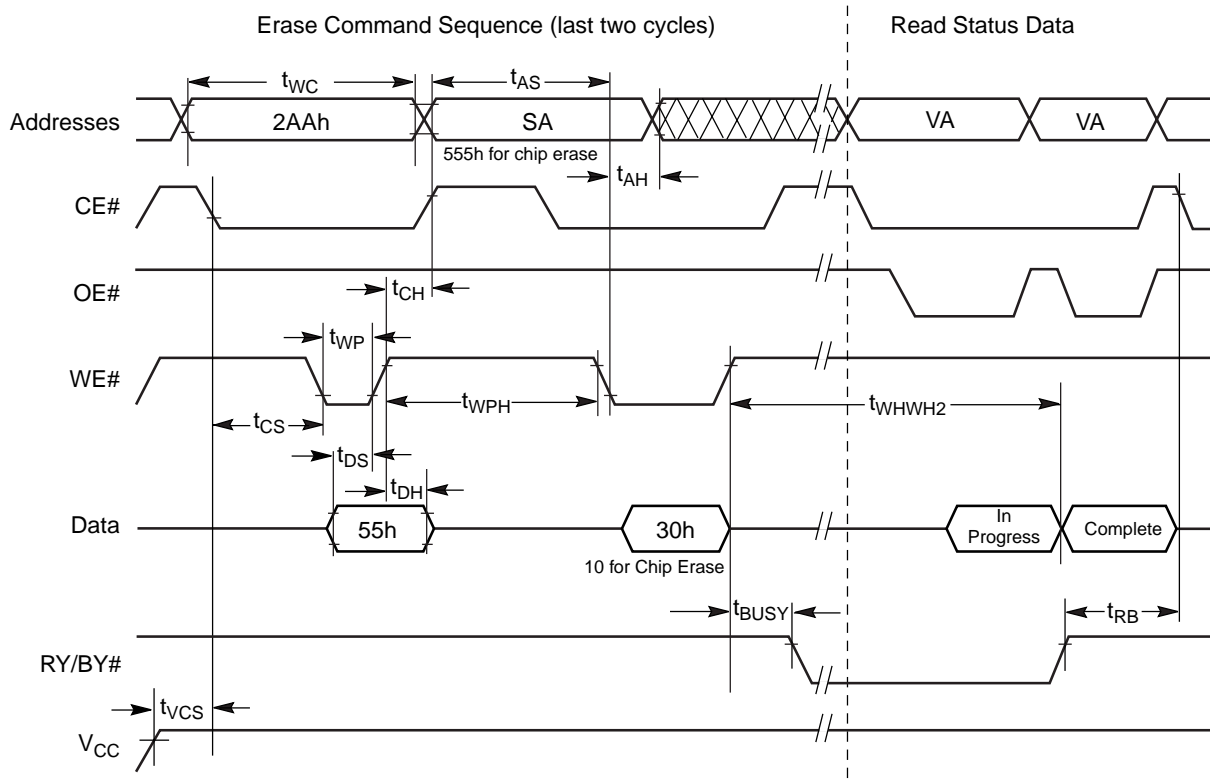 Erase Command Sequence (last two cycles)
Read Status Data
tWC
tAS
Addresses
2AAh
SA
VA
VA
555h for chip erase
tAH
CE#
OE#
tCH
tWP
WE#
tWPH
tWHWH2
tCS
tDS
tDH
Data
55h
30h
In
Progress
Complete
10 for Chip Erase
tBUSY
tRB
RY/BY#
tVCS
VCC